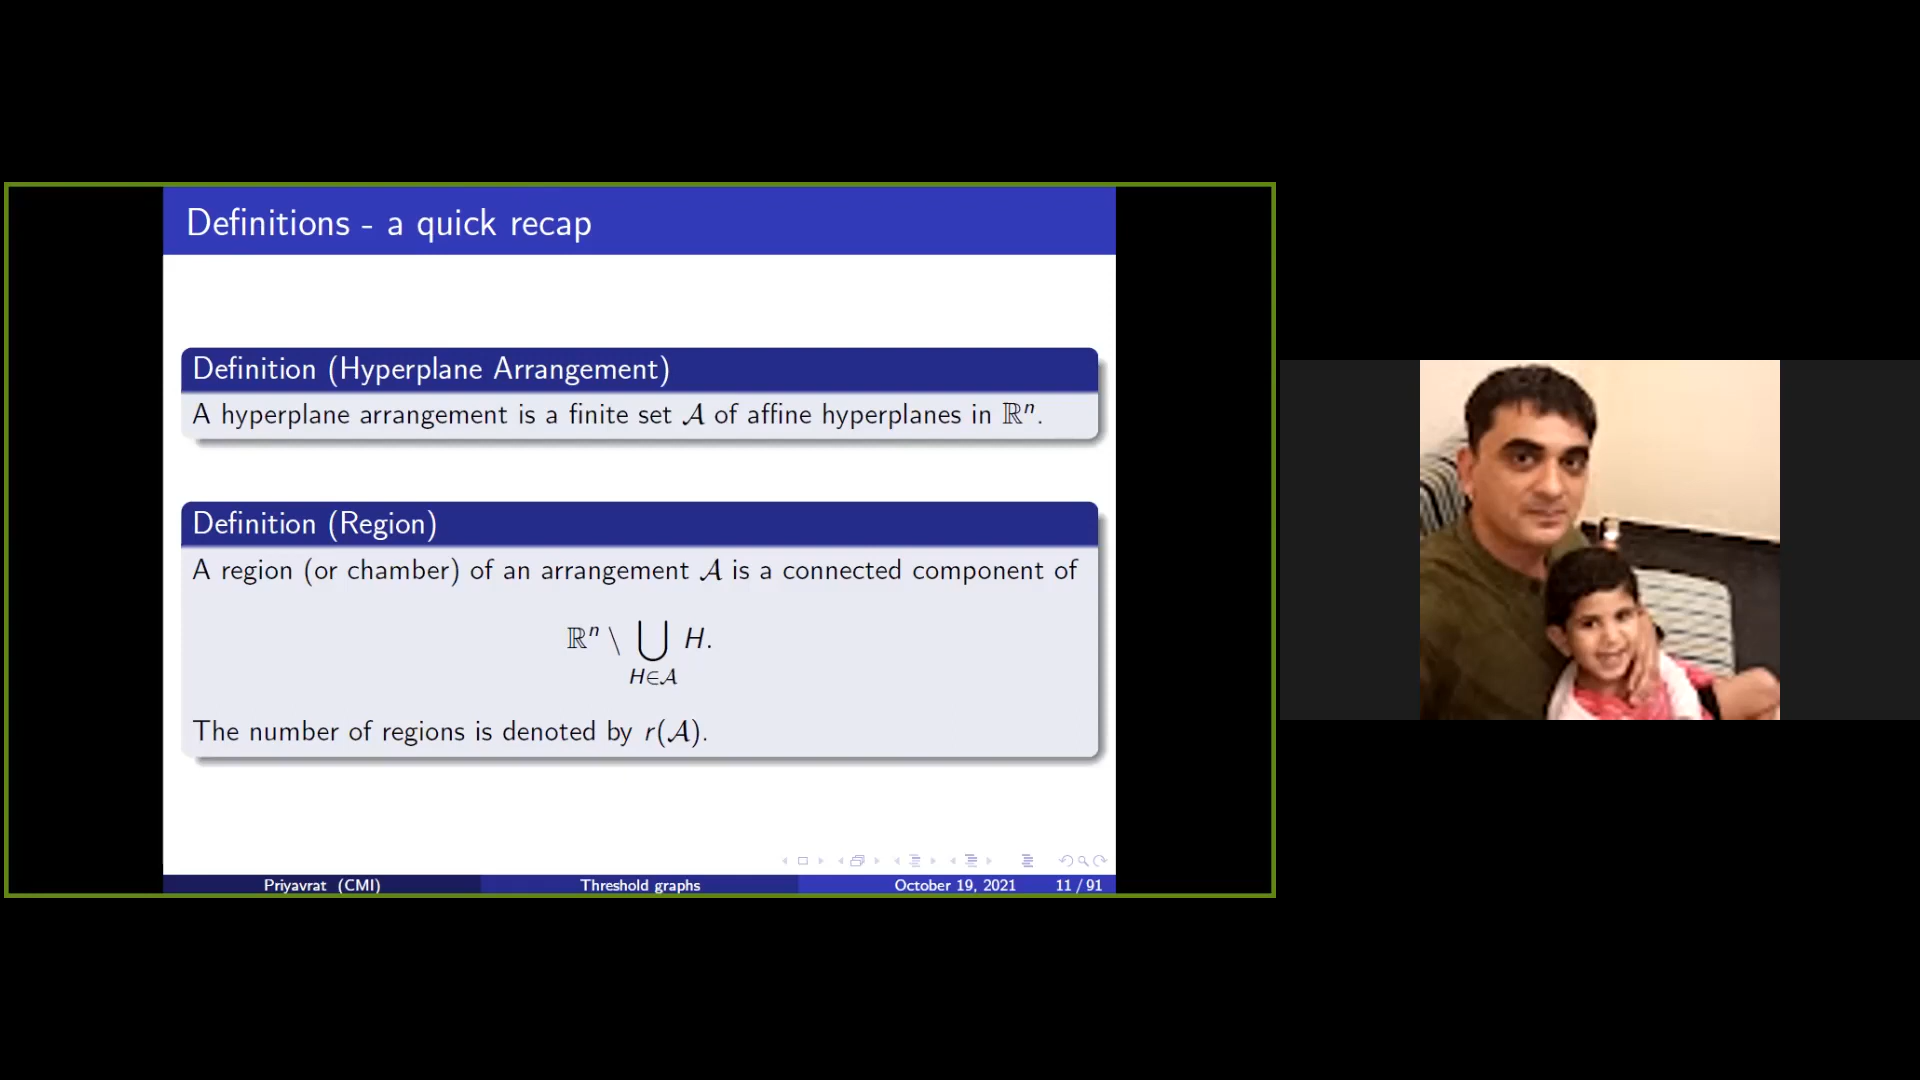 Definitions - a quick recap
Definition (Hyperplane Arrangement)
A hyperplane arrangement is a finite set 𝒜 of affine hyperplanes in ℝⁿ.
Definition (Region)
A region (or chamber) of an arrangement 𝒜 is a connected component of
ℝⁿ \ ⋃ H.
H∈𝒜
The number of regions is denoted by r(𝒜).
Priyavrat (CMI) Threshold graphs October 19, 2021 11 / 91